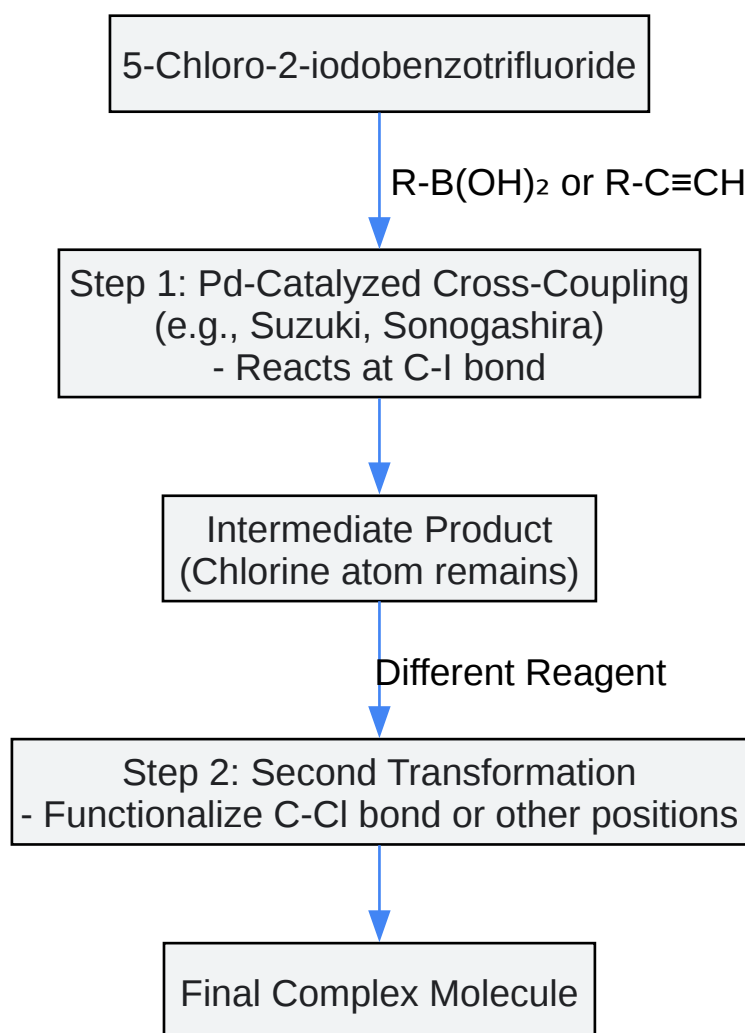 5-Chloro-2-iodobenzotrifluoride
R-B(OH)₂ or R-C≡CH
Step 1: Pd-Catalyzed Cross-Coupling
(e.g., Suzuki, Sonogashira)
- Reacts at C-I bond
Intermediate Product
(Chlorine atom remains)
Different Reagent
Step 2: Second Transformation
- Functionalize C-Cl bond or other positions
Final Complex Molecule